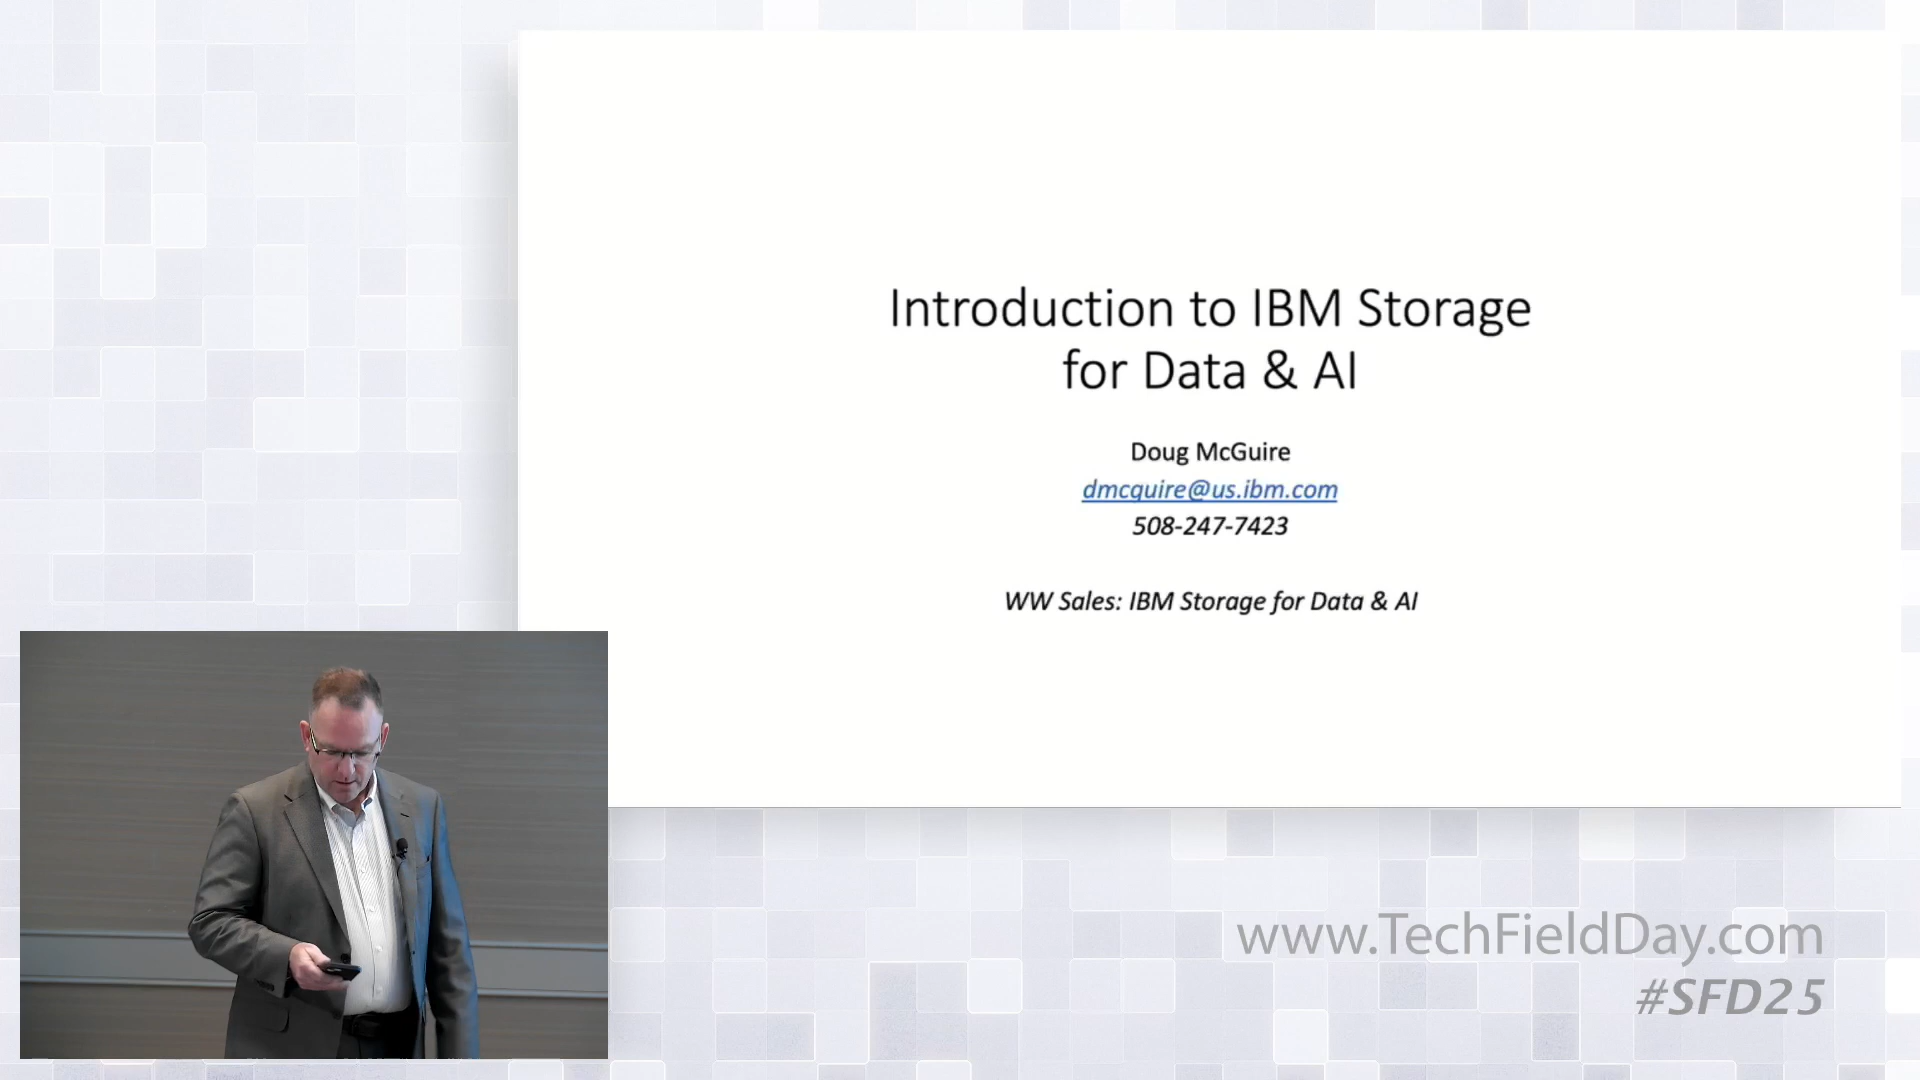 Introduction to IBM Storage
for Data & AI
Doug McGuire
dmcguire@us.ibm.com
508-247-7423
WW Sales: IBM Storage for Data & AI
www.TechFieldDay.com
#SFD25